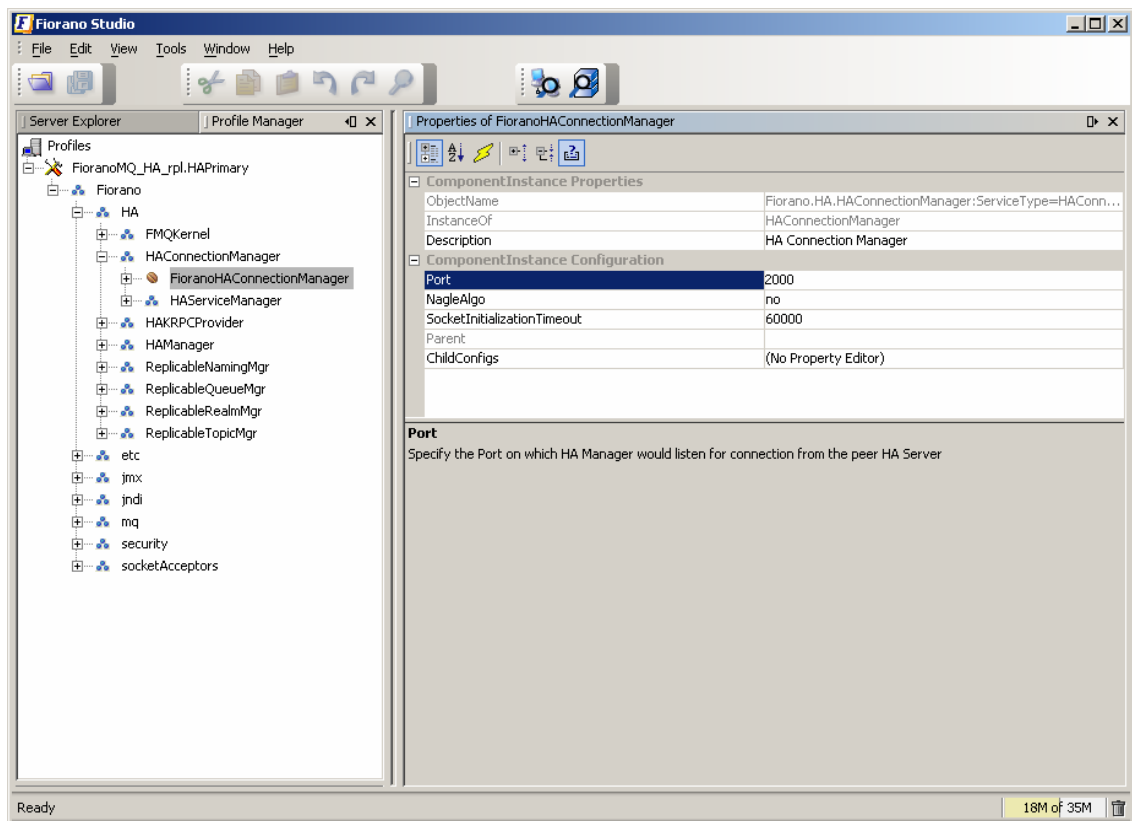 Fiorano Studio
File Edit View Tools Window Help
Server Explorer Profile Manager
Profiles
FioranoMQ_HA_rpl.HAPrimary
Fiorano
HA
FMQKernel
HAConnectionManager
FioranoHAConnectionManager
HAServiceManager
HAKRPCProvider
HAManager
ReplicableNamingMgr
ReplicableQueueMgr
ReplicableRealmMgr
ReplicableTopicMgr
etc
jmx
jndi
mq
security
socketAcceptors
Properties of FioranoHAConnectionManager
ComponentInstance Properties
ObjectName Fiorano.HA.HAConnectionManager:ServiceType=HAConn...
InstanceOf HAConnectionManager
Description HA Connection Manager
ComponentInstance Configuration
Port 2000
NagleAlgo no
SocketInitializationTimeout 60000
Parent
ChildConfigs (No Property Editor)
Port
Specify the Port on which HA Manager would listen for connection from the peer HA Server
Ready 18M of 35M